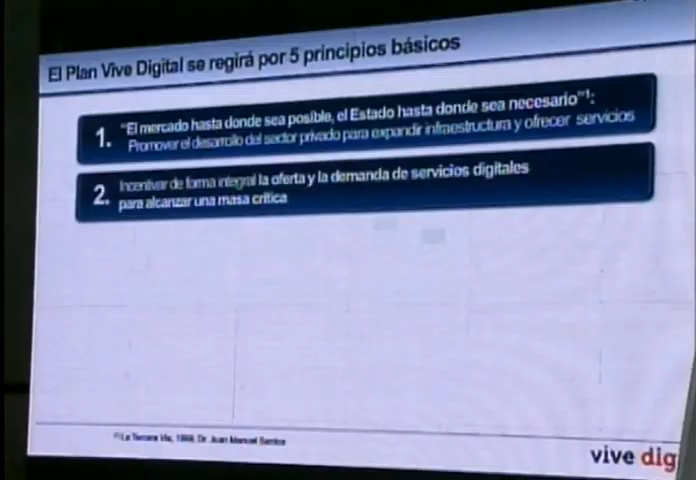 El Plan Vive Digital se regirá por 5 principios básicos
1. "El mercado hasta donde sea posible, el Estado hasta donde sea necesario"¹:
Promover el desarrollo del sector privado para expandir infraestructura y ofrecer servicios
2. Incentivar de forma integral la oferta y la demanda de servicios digitales
para alcanzar una masa crítica
La Tercera Vía, 1999, Dr. Juan Manuel Santos
vive dig